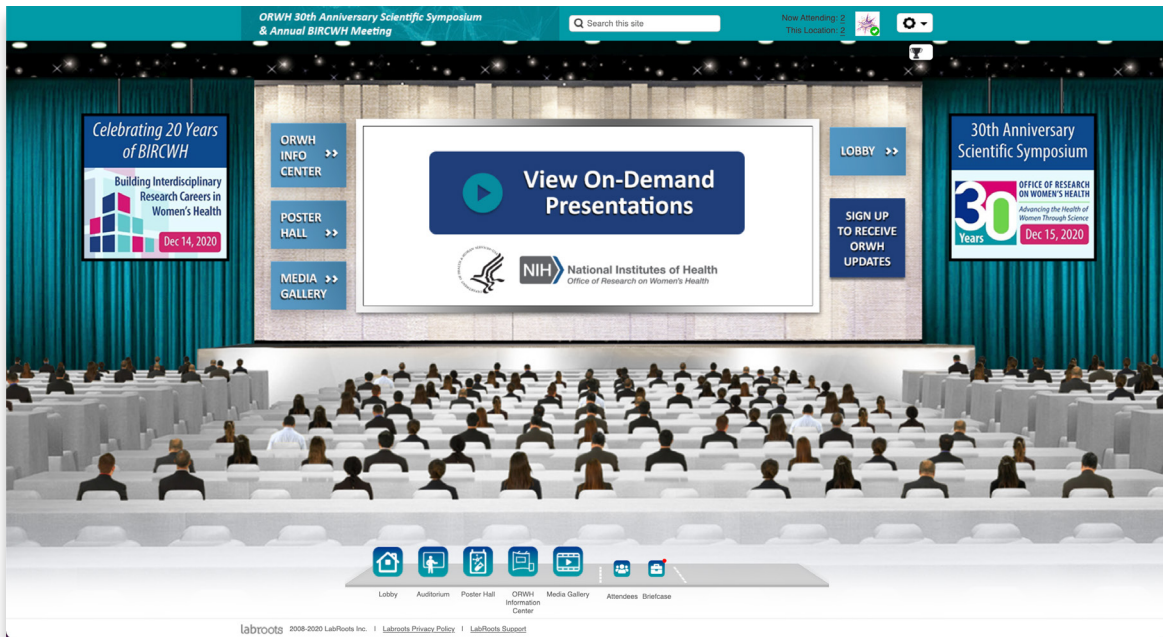 ORWH 30th Anniversary Scientific Symposium
& Annual BIRCWH Meeting
Search this site
Now Attending: 2
This Location: 2
Celebrating 20 Years
of BIRCWH
Building Interdisciplinary
Research Careers in
Women's Health
Dec 14, 2020
ORWH
INFO >>
CENTER
POSTER
HALL >>
MEDIA >>
GALLERY
View On-Demand
Presentations
NIH National Institutes of Health
Office of Research on Women's Health
LOBBY >>
SIGN UP
TO RECEIVE
ORWH
UPDATES
30th Anniversary
Scientific Symposium
30
Years
OFFICE OF RESEARCH
ON WOMEN'S HEALTH
Advancing the Health of
Women Through Science
Dec 15, 2020
Lobby
Auditorium
Poster Hall
ORWH
Information
Center
Media Gallery
Attendees
Briefcase
labroots 2008-2020 LabRoots Inc. | Labroots Privacy Policy | LabRoots Support